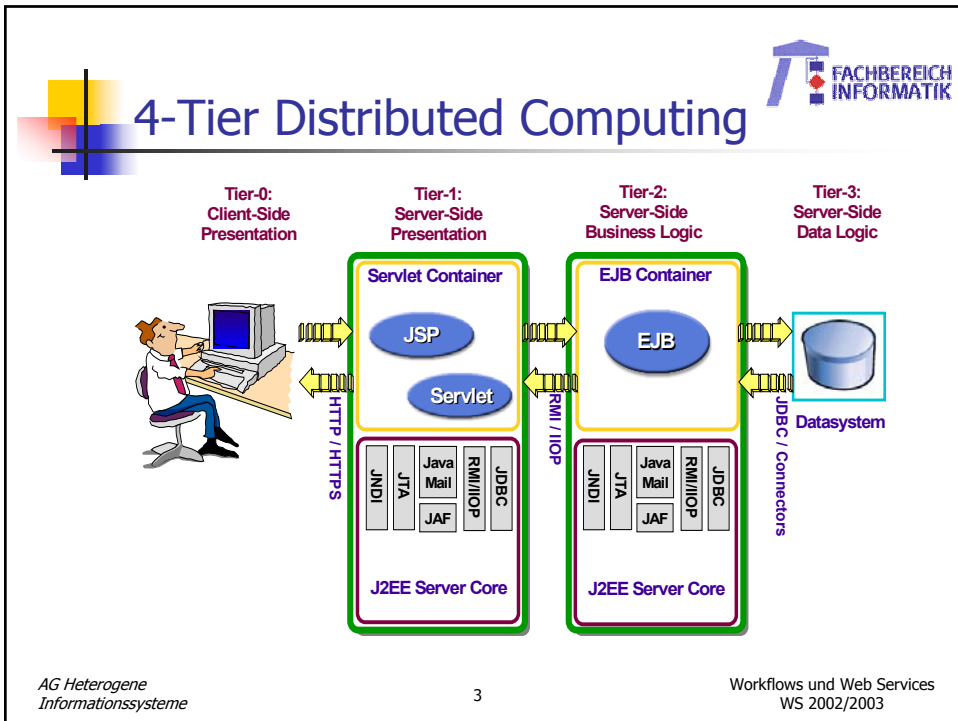 FACHBEREICH
INFORMATIK
4-Tier Distributed Computing
Tier-0:
Client-Side
Presentation
Tier-1:
Server-Side
Presentation
Tier-2:
Server-Side
Business Logic
Tier-3:
Server-Side
Data Logic
Servlet Container
JSP
Servlet
EJB Container
EJB
Datasystem
HTTP / HTTPS
RMI / IIOP
JDBC / Connectors
JNDI
JTA
Java
Mail
JAF
RMI/IIOP
JDBC
J2EE Server Core
JNDI
JTA
Java
Mail
JAF
RMI/IIOP
JDBC
J2EE Server Core
AG Heterogene
Informationssysteme
3
Workflows und Web Services
WS 2002/2003